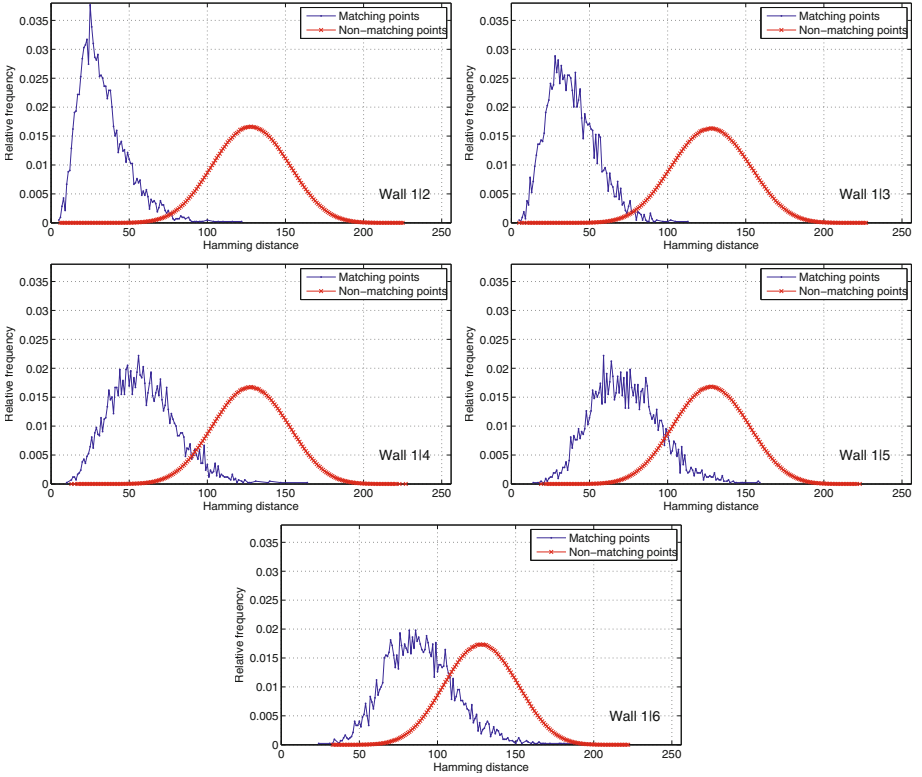 Matching points
Non−matching points
0.035
0.03
0.025
0.02
0.015
0.01
0.005
0
Relative frequency
Wall 1|2
0 50 100 150 200 250
Hamming distance
Matching points
Non−matching points
0.035
0.03
0.025
0.02
0.015
0.01
0.005
0
Relative frequency
Wall 1|3
0 50 100 150 200 250
Hamming distance
Matching points
Non−matching points
0.035
0.03
0.025
0.02
0.015
0.01
0.005
0
Relative frequency
Wall 1|4
0 50 100 150 200 250
Hamming distance
Matching points
Non−matching points
0.035
0.03
0.025
0.02
0.015
0.01
0.005
0
Relative frequency
Wall 1|5
0 50 100 150 200 250
Hamming distance
Matching points
Non−matching points
0.035
0.03
0.025
0.02
0.015
0.01
0.005
0
Relative frequency
Wall 1|6
0 50 100 150 200 250
Hamming distance